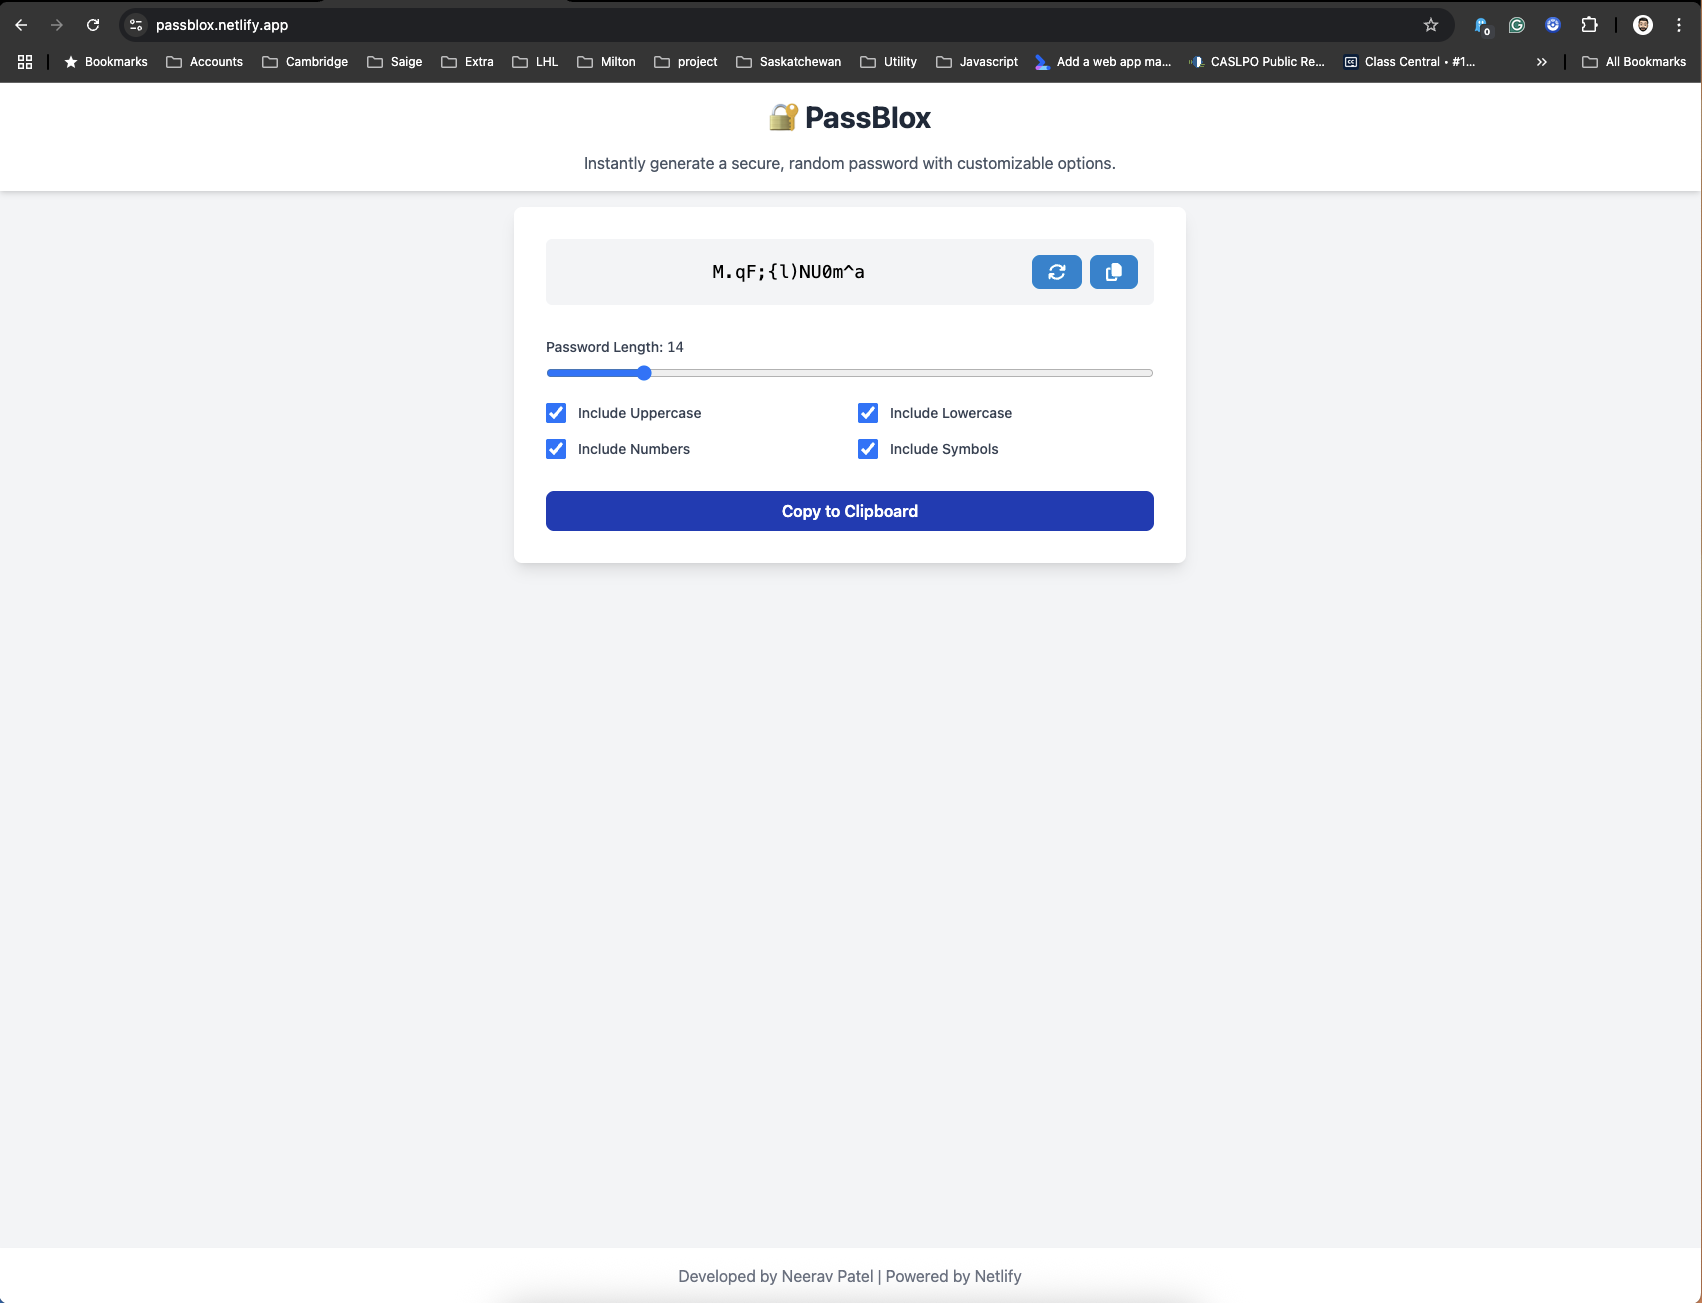 passblox.netlify.app
0
Bookmarks Accounts Cambridge Saige Extra LHL Milton project Saskatchewan Utility Javascript Add a web app ma... CASLPO Public Re... Class Central • #1... » All Bookmarks
PassBlox
Instantly generate a secure, random password with customizable options.
M.qF;{l)NU0m^a
Password Length: 14
Include Uppercase Include Lowercase
Include Numbers Include Symbols
Copy to Clipboard
Developed by Neerav Patel | Powered by Netlify